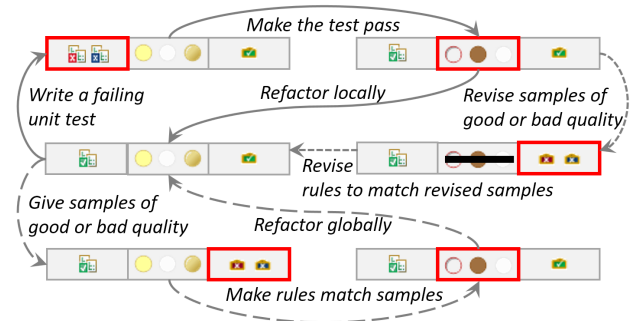 Make the test pass
Write a failing
unit test
Refactor locally
Revise samples of
good or bad quality
Revise
rules to match revised samples
Give samples of
good or bad quality
Refactor globally
Make rules match samples